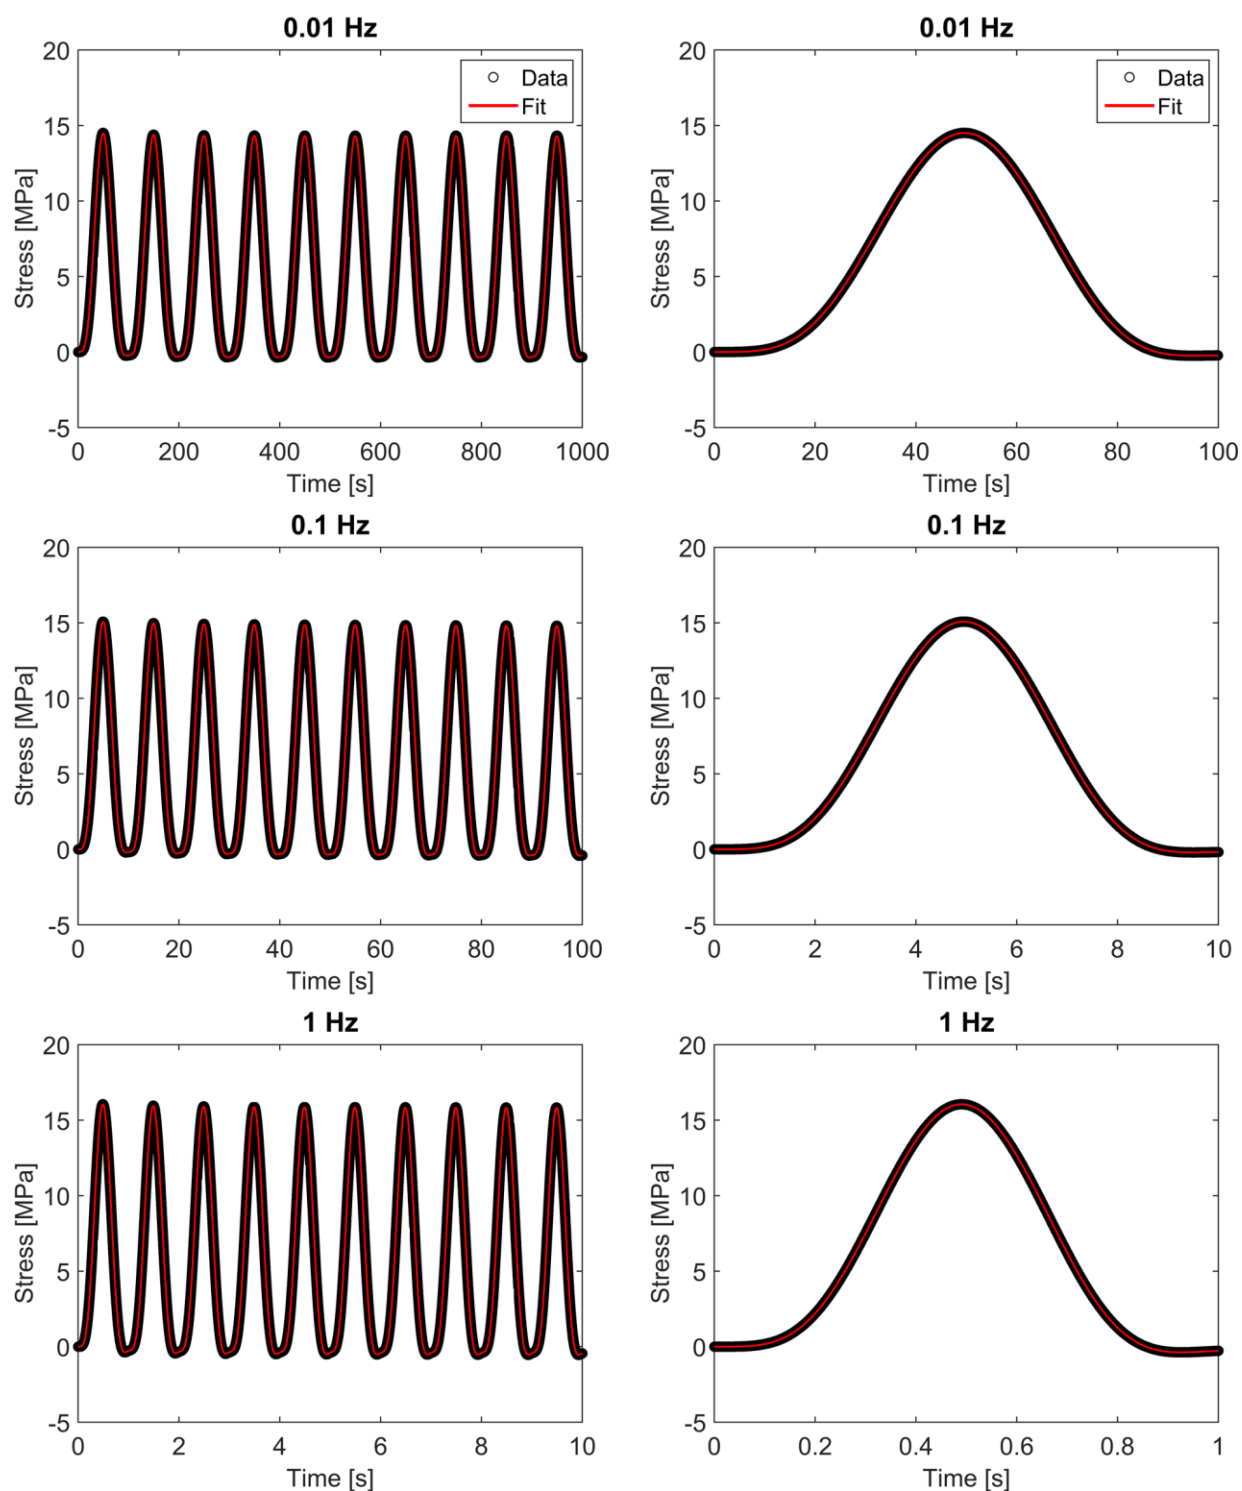 0.01 Hz
20
15
10
5
0
-5
Stress [MPa]
Data
Fit
0 200 400 600 800 1000
Time [s]
0.01 Hz
20
15
10
5
0
-5
Stress [MPa]
Data
Fit
0 20 40 60 80 100
Time [s]
0.1 Hz
20
15
10
5
0
-5
Stress [MPa]
0 20 40 60 80 100
Time [s]
0.1 Hz
20
15
10
5
0
-5
Stress [MPa]
0 2 4 6 8 10
Time [s]
1 Hz
20
15
10
5
0
-5
Stress [MPa]
0 2 4 6 8 10
Time [s]
1 Hz
20
15
10
5
0
-5
Stress [MPa]
0 0.2 0.4 0.6 0.8 1
Time [s]